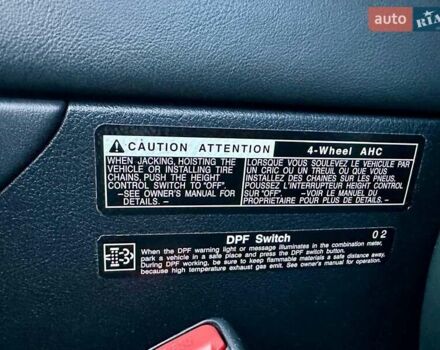 auto RIA
CAUTION ATTENTION
4-Wheel AHC
WHEN JACKING, HOISTING THE
VEHICLE OR INSTALLING TIRE
CHAINS, PUSH THE HEIGHT
CONTROL SWITCH TO "OFF".
—SEE OWNER'S MANUAL FOR
DETAILS. —
LORSQUE VOUS SOULEVEZ LE VEHICULE PAR
UN CRIC OU UN TREUIL OU QUE VOUS
INSTALLEZ DES CHAINES SUR LES PNEUS,
POUSSEZ L'INTERRUPTEUR HEIGHT CONTROL
SUR "OFF". —VOIR LE MANUEL DU
PROPRIETAIRE POUR PLUS DE DETAILS. —
DPF Switch
02
When the DPF warning light or message illuminates in the combination meter,
park a vehicle in a safe place and press the DPF switch button.
During DPF working, be sure to keep flammable materials a safe distance away,
because high temperature exhaust gas emit. See owner's manual for operation.